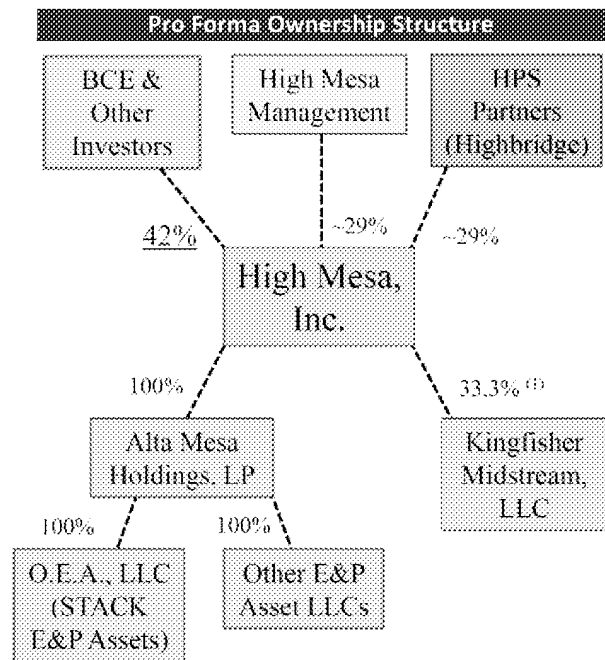 Pro Forma Ownership Structure
BCE &
Other
Investors
High Mesa
Management
HPS
Partners
(Highbridge)
42%
~29%
~29%
High Mesa,
Inc.
100%
33.3% (1)
Alta Mesa
Holdings, LP
Kingfisher
Midstream,
LLC
100%
100%
O.E.A., LLC
(STACK
E&P Assets)
Other E&P
Asset LLCs